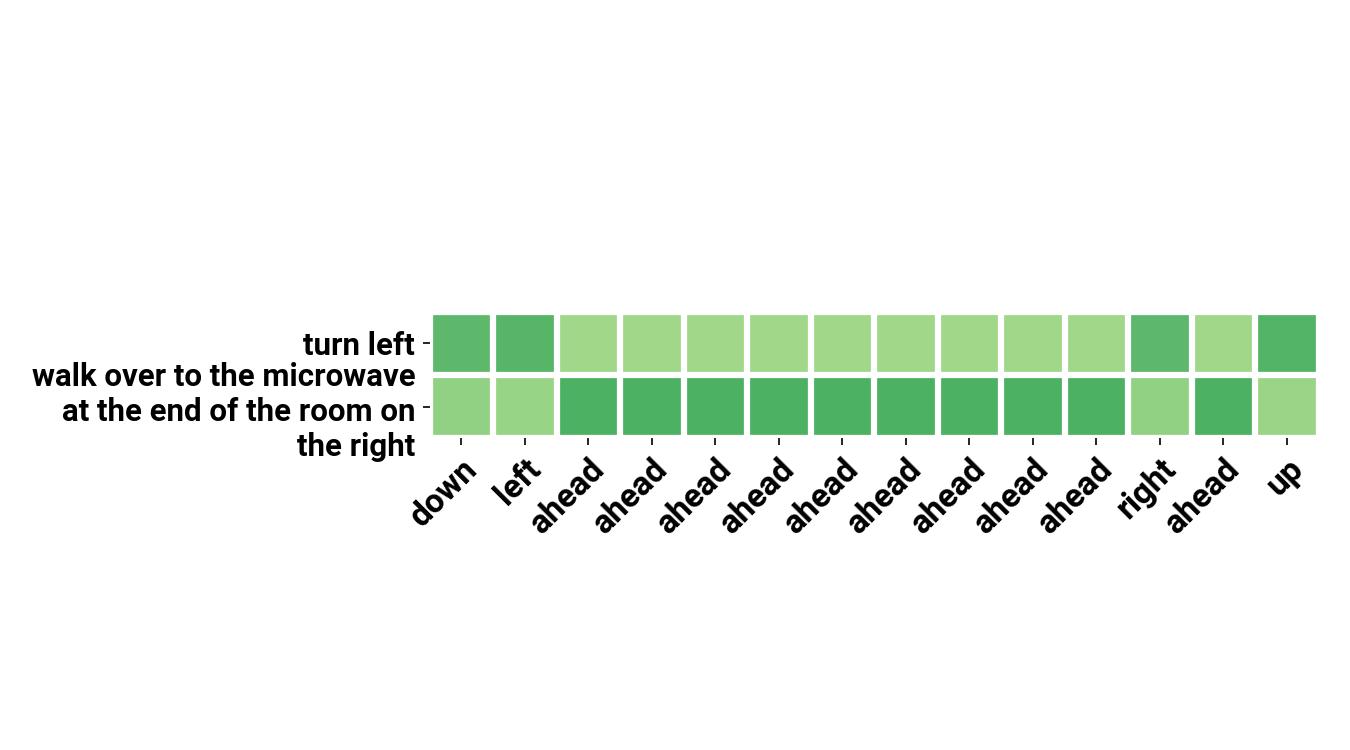 turn left
walk over to the microwave
at the end of the room on
the right
down
left
ahead
ahead
ahead
ahead
ahead
ahead
ahead
ahead
ahead
right
ahead
up